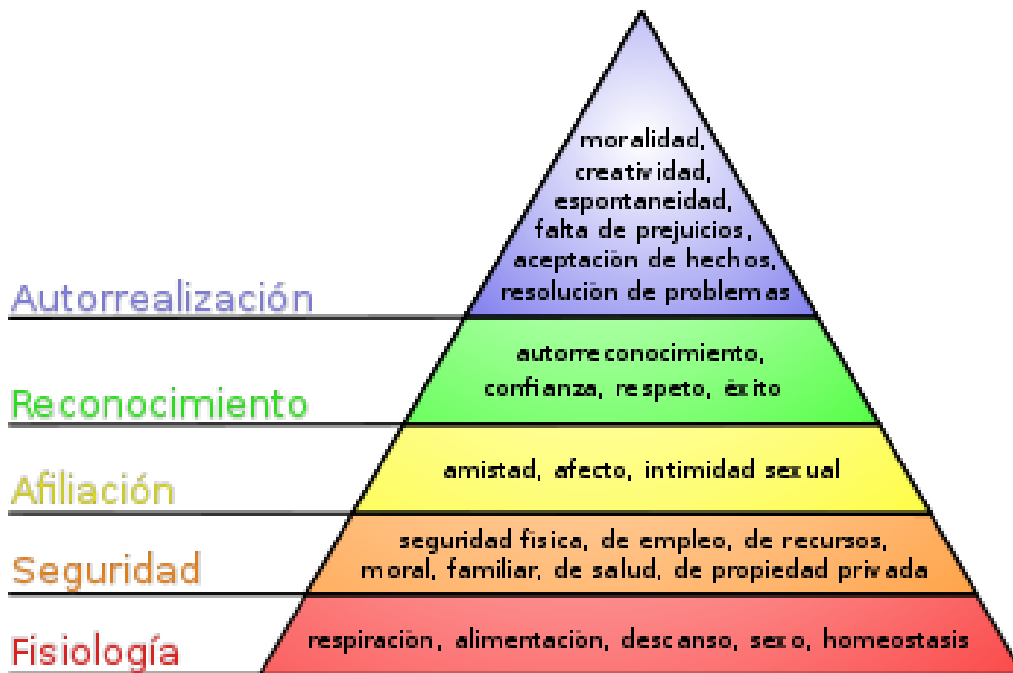 moralidad,
creatividad,
espontaneidad,
falta de prejuicios,
aceptación de hechos,
resolución de problemas
Autorrealización
autorreconocimiento,
confianza, respeto, éxito
Reconocimiento
amistad, afecto, intimidad sexual
Afiliación
seguridad física, de empleo, de recursos,
moral, familiar, de salud, de propiedad privada
Seguridad
respiración, alimentación, descanso, sexo, homeostasis
Fisiología